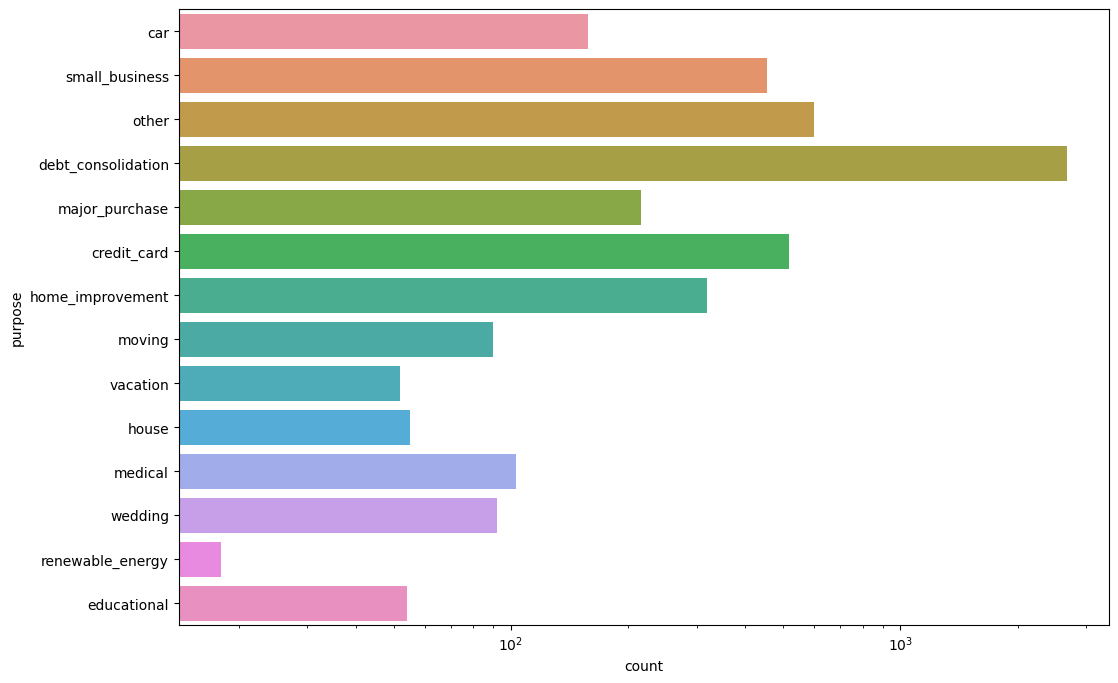 car
small_business
other
debt_consolidation
major_purchase
credit_card
home_improvement
moving
vacation
house
medical
wedding
renewable_energy
educational
purpose
10²
10³
count